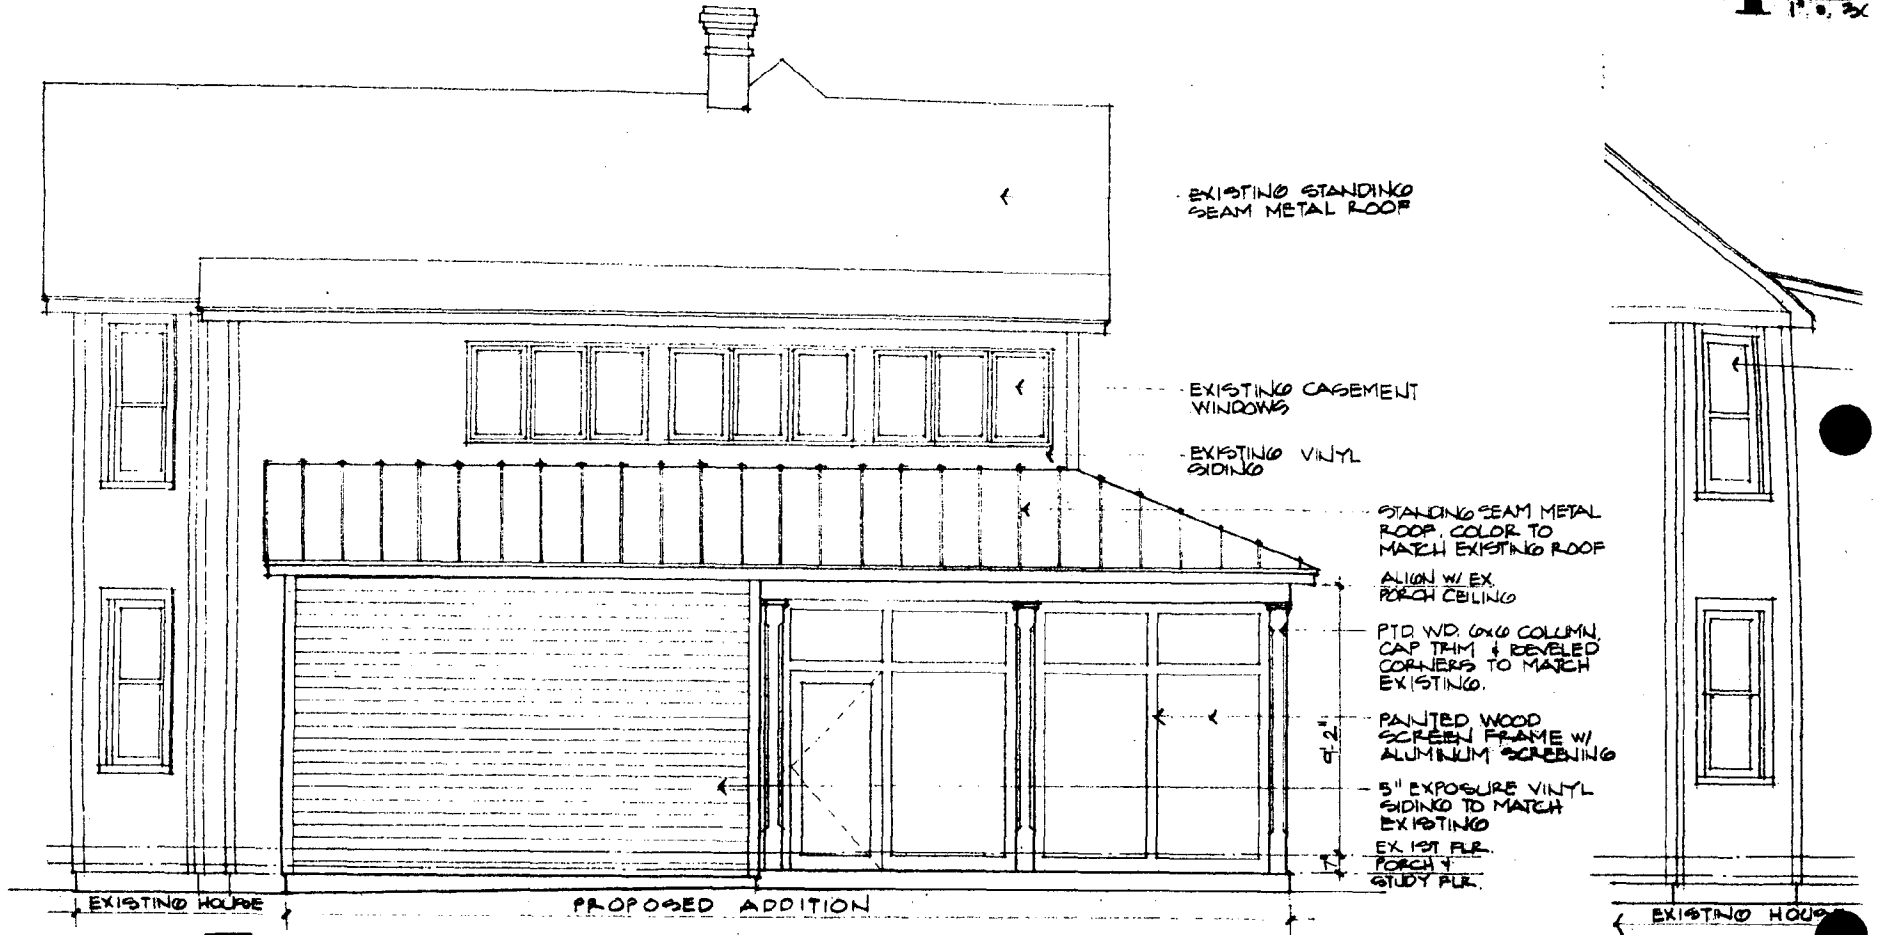 EXISTING STANDING
SEAM METAL ROOF
EXISTING CASEMENT
WINDOWS
EXISTING VINYL
SIDING
STANDING SEAM METAL
ROOF. COLOR TO
MATCH EXISTING ROOF
ALIGN W/ EX.
PORCH CEILING
PTD. WD. 6x6 COLUMN,
CAP TRIM & BEVELED
CORNERS TO MATCH
EXISTING.
PAINTED WOOD
SCREEN FRAME W/
ALUMINUM SCREENING
9'2"
5" EXPOSURE VINYL
SIDING TO MATCH
EXISTING
EX. 1ST FLR.
PORCH &
STUDY FLR.
EXISTING HOUSE
PROPOSED ADDITION
EXISTING HOUSE